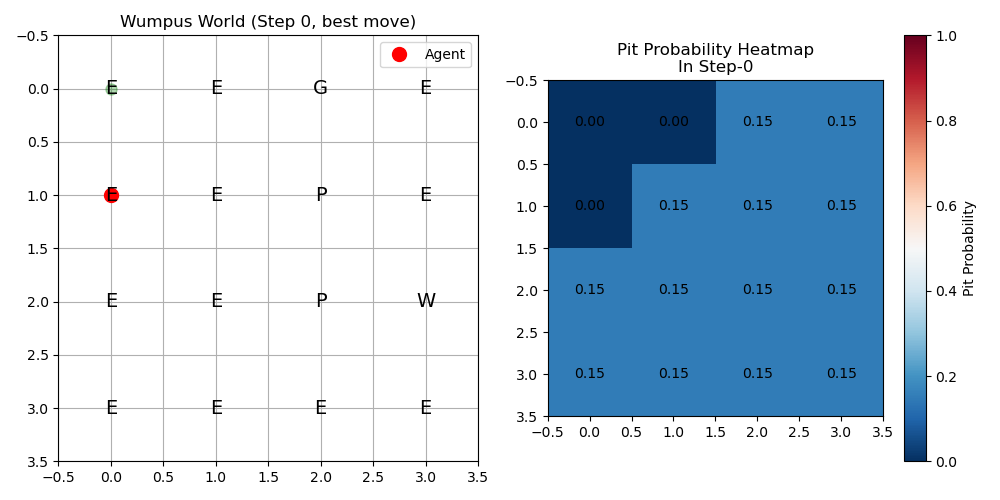 Wumpus World (Step 0, best move)
Agent
−0.5
0.0
0.5
1.0
1.5
2.0
2.5
3.0
3.5
E E G E
E E P E
E E P W
E E E E
−0.5 0.0 0.5 1.0 1.5 2.0 2.5 3.0 3.5
Pit Probability Heatmap
In Step-0
−0.5
0.0
0.5
1.0
1.5
2.0
2.5
3.0
3.5
0.00 0.00 0.15 0.15
0.00 0.15 0.15 0.15
0.15 0.15 0.15 0.15
0.15 0.15 0.15 0.15
−0.5 0.0 0.5 1.0 1.5 2.0 2.5 3.0 3.5
1.0
0.8
0.6
0.4
0.2
0.0
Pit Probability